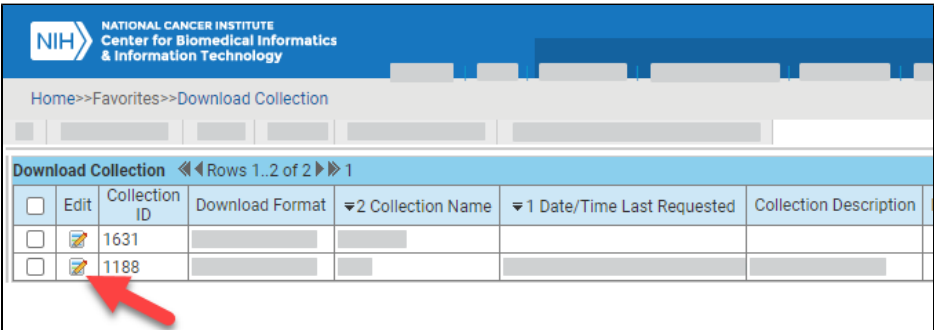 NIH
NATIONAL CANCER INSTITUTE
Center for Biomedical Informatics
& Information Technology
Home>>Favorites>>Download Collection
Download Collection Rows 1..2 of 2 1
Edit Collection ID Download Format 2 Collection Name 1 Date/Time Last Requested Collection Description
1631
1188